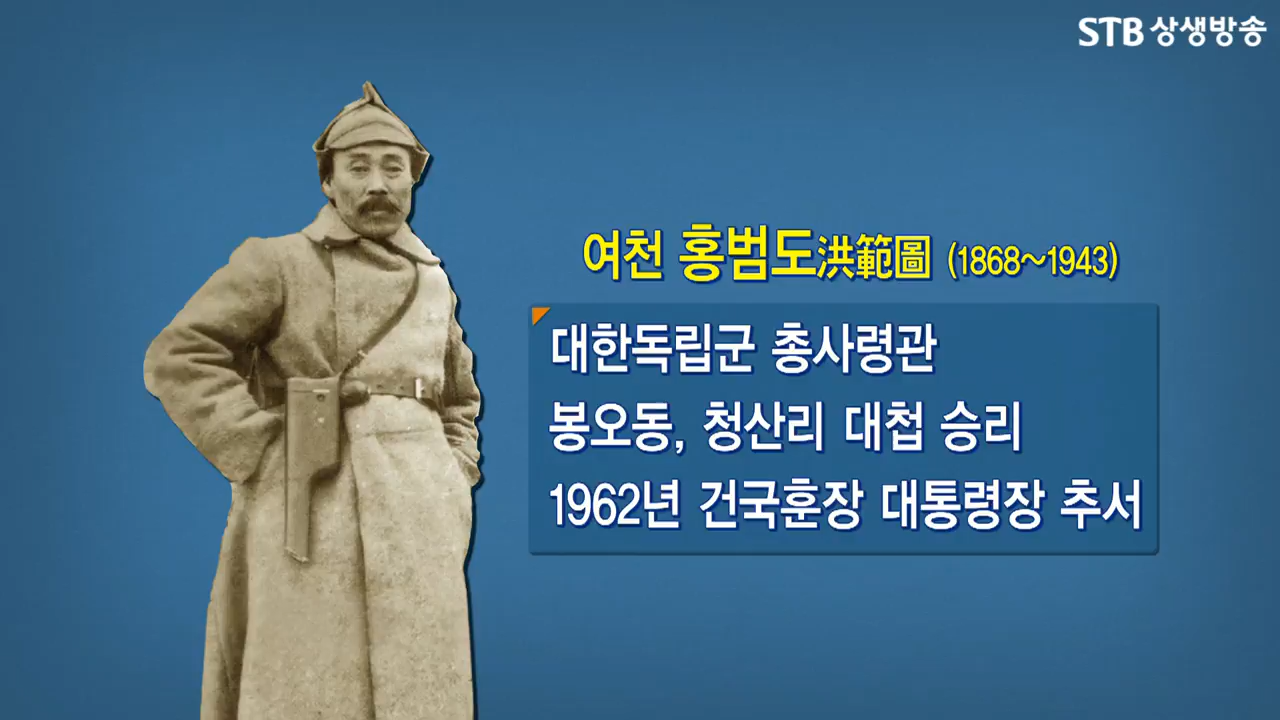 STB 상생방송
여천 홍범도洪範圖 (1868~1943)
대한독립군 총사령관
봉오동, 청산리 대첩 승리
1962년 건국훈장 대통령장 추서